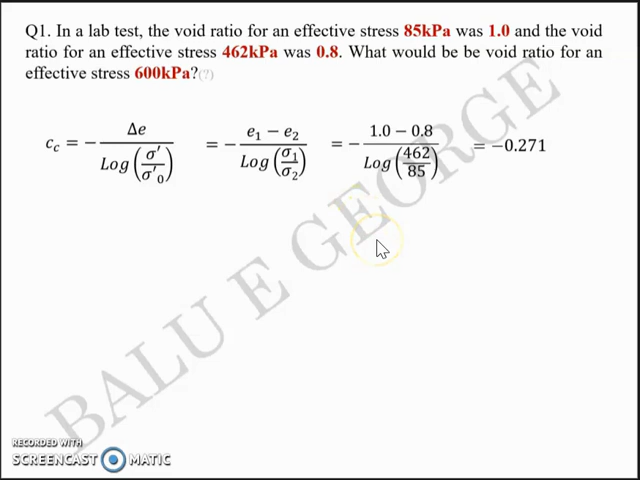 Q1. In a lab test, the void ratio for an effective stress 85kPa was 1.0 and the void
ratio for an effective stress 462kPa was 0.8. What would be be void ratio for an
effective stress 600kPa?(?)
c_c = − Δe / Log(σ′/σ′_0) = − (e_1 − e_2) / Log(σ_1/σ_2) = − (1.0 − 0.8) / Log(462/85) = −0.271
BALU E GEORGE
RECORDED WITH
SCREENCAST MATIC